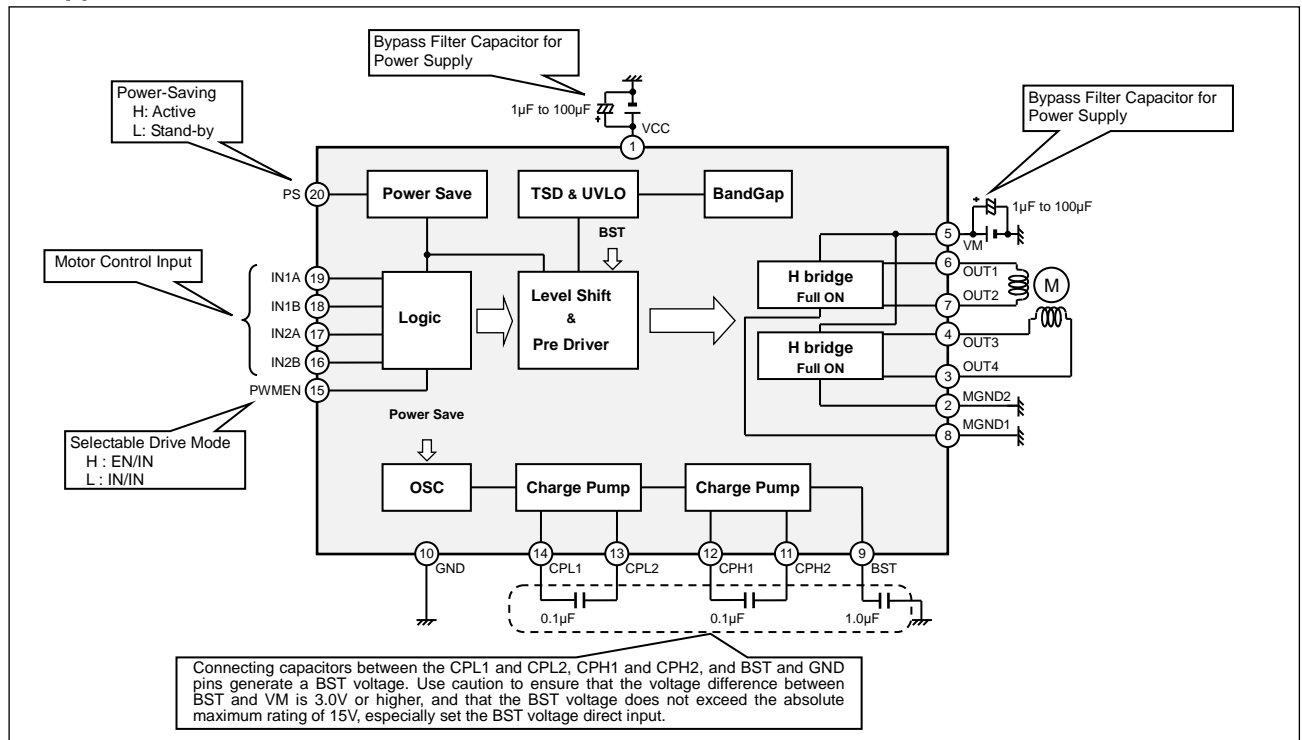 Bypass Filter Capacitor for
Power Supply
Power-Saving
H: Active
L: Stand-by
1µF to 100µF
+
VCC
1
Bypass Filter Capacitor for
Power Supply
PS 20
Power Save
TSD & UVLO
BandGap
+
1µF to 100µF
BST
5
VM
Motor Control Input
6
OUT1
IN1A 19
H bridge
Full ON
M
IN1B 18
Logic
Level Shift
&
Pre Driver
7
OUT2
IN2A 17
4
OUT3
IN2B 16
H bridge
Full ON
3
OUT4
PWMEN 15
2
MGND2
Power Save
8
MGND1
Selectable Drive Mode
H : EN/IN
L : IN/IN
OSC
Charge Pump
Charge Pump
10
GND
14
CPL1
13
CPL2
12
CPH1
11
CPH2
9
BST
0.1µF
0.1µF
1.0µF
Connecting capacitors between the CPL1 and CPL2, CPH1 and CPH2, and BST and GND
pins generate a BST voltage. Use caution to ensure that the voltage difference between
BST and VM is 3.0V or higher, and that the BST voltage does not exceed the absolute
maximum rating of 15V, especially set the BST voltage direct input.